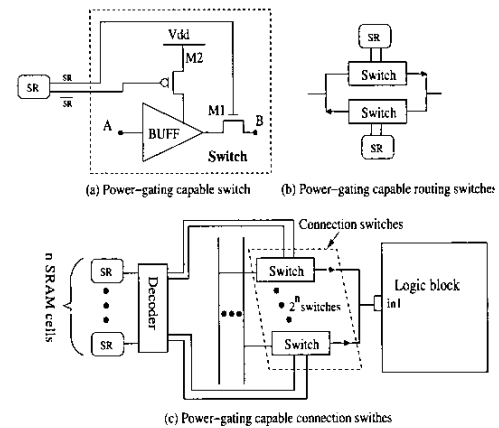 Vdd
M2
SR
SR
SR
M1
A
BUFF
B
Switch
(a) Power-gating capable switch
SR
Switch
Switch
SR
(b) Power-gating capable routing switches
Connection switches
n SRAM cells
SR
Decoder
SR
Switch
2^n switches
Switch
Logic block
in1
(c) Power-gating capable connection swithes